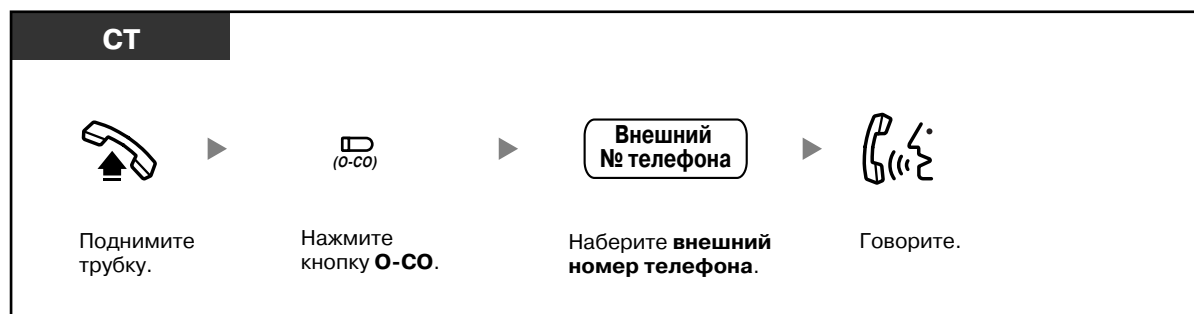 СТ
(O-CO)
Внешний
№ телефона
Поднимите
трубку.
Нажмите
кнопку O-CO.
Наберите внешний
номер телефона.
Говорите.